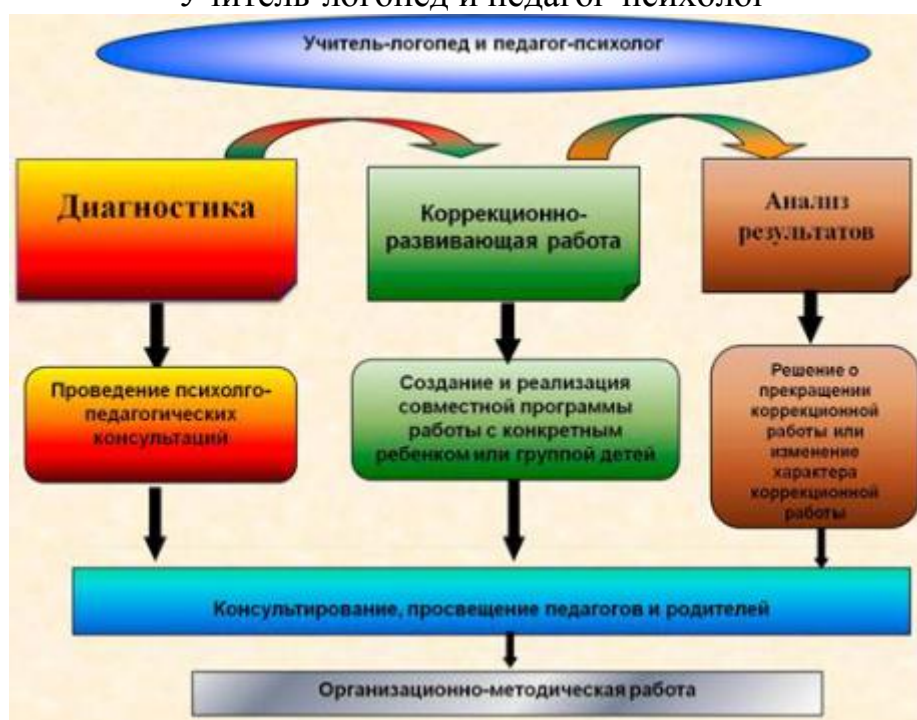 Учитель-логопед и педагог-психолог
Учитель-логопед и педагог-психолог
Диагностика
Коррекционно-
развивающая работа
Анализ
результатов
Проведение психолго-
педагогических
консультаций
Создание и реализация
совместной программы
работы с конкретным
ребенком или группой детей
Решение о
прекращении
коррекционной
работы или
изменение
характера
коррекционной
работы
Консультирование, просвещение педагогов и родителей
Организационно-методическая работа